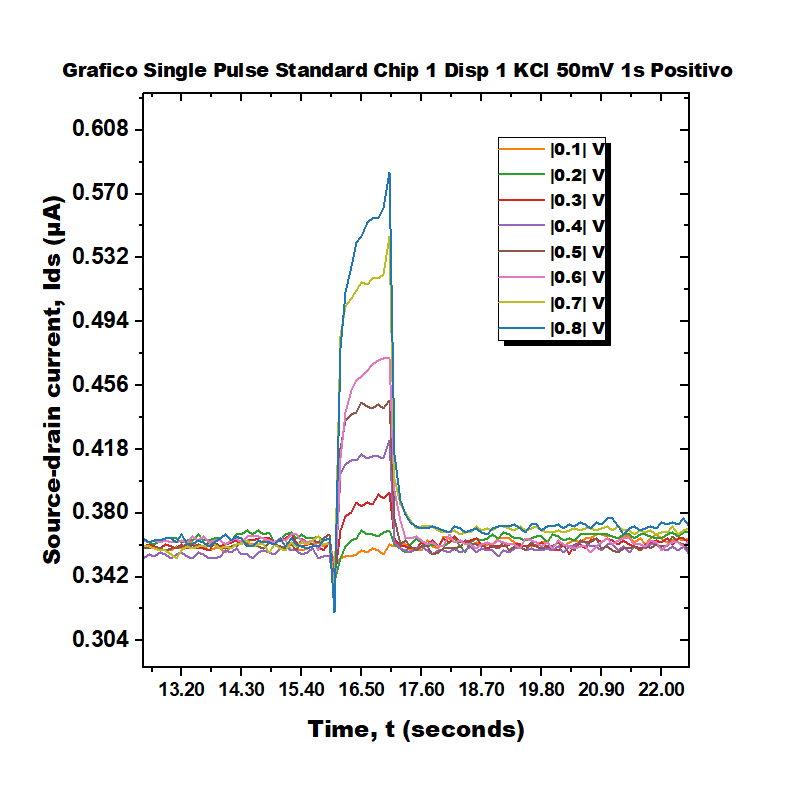 Grafico Single Pulse Standard Chip 1 Disp 1 KCl 50mV 1s Positivo
0.608
0.570
0.532
0.494
0.456
0.418
0.380
0.342
0.304
Source-drain current, Ids (μA)
|0.1| V
|0.2| V
|0.3| V
|0.4| V
|0.5| V
|0.6| V
|0.7| V
|0.8| V
13.20 14.30 15.40 16.50 17.60 18.70 19.80 20.90 22.00
Time, t (seconds)